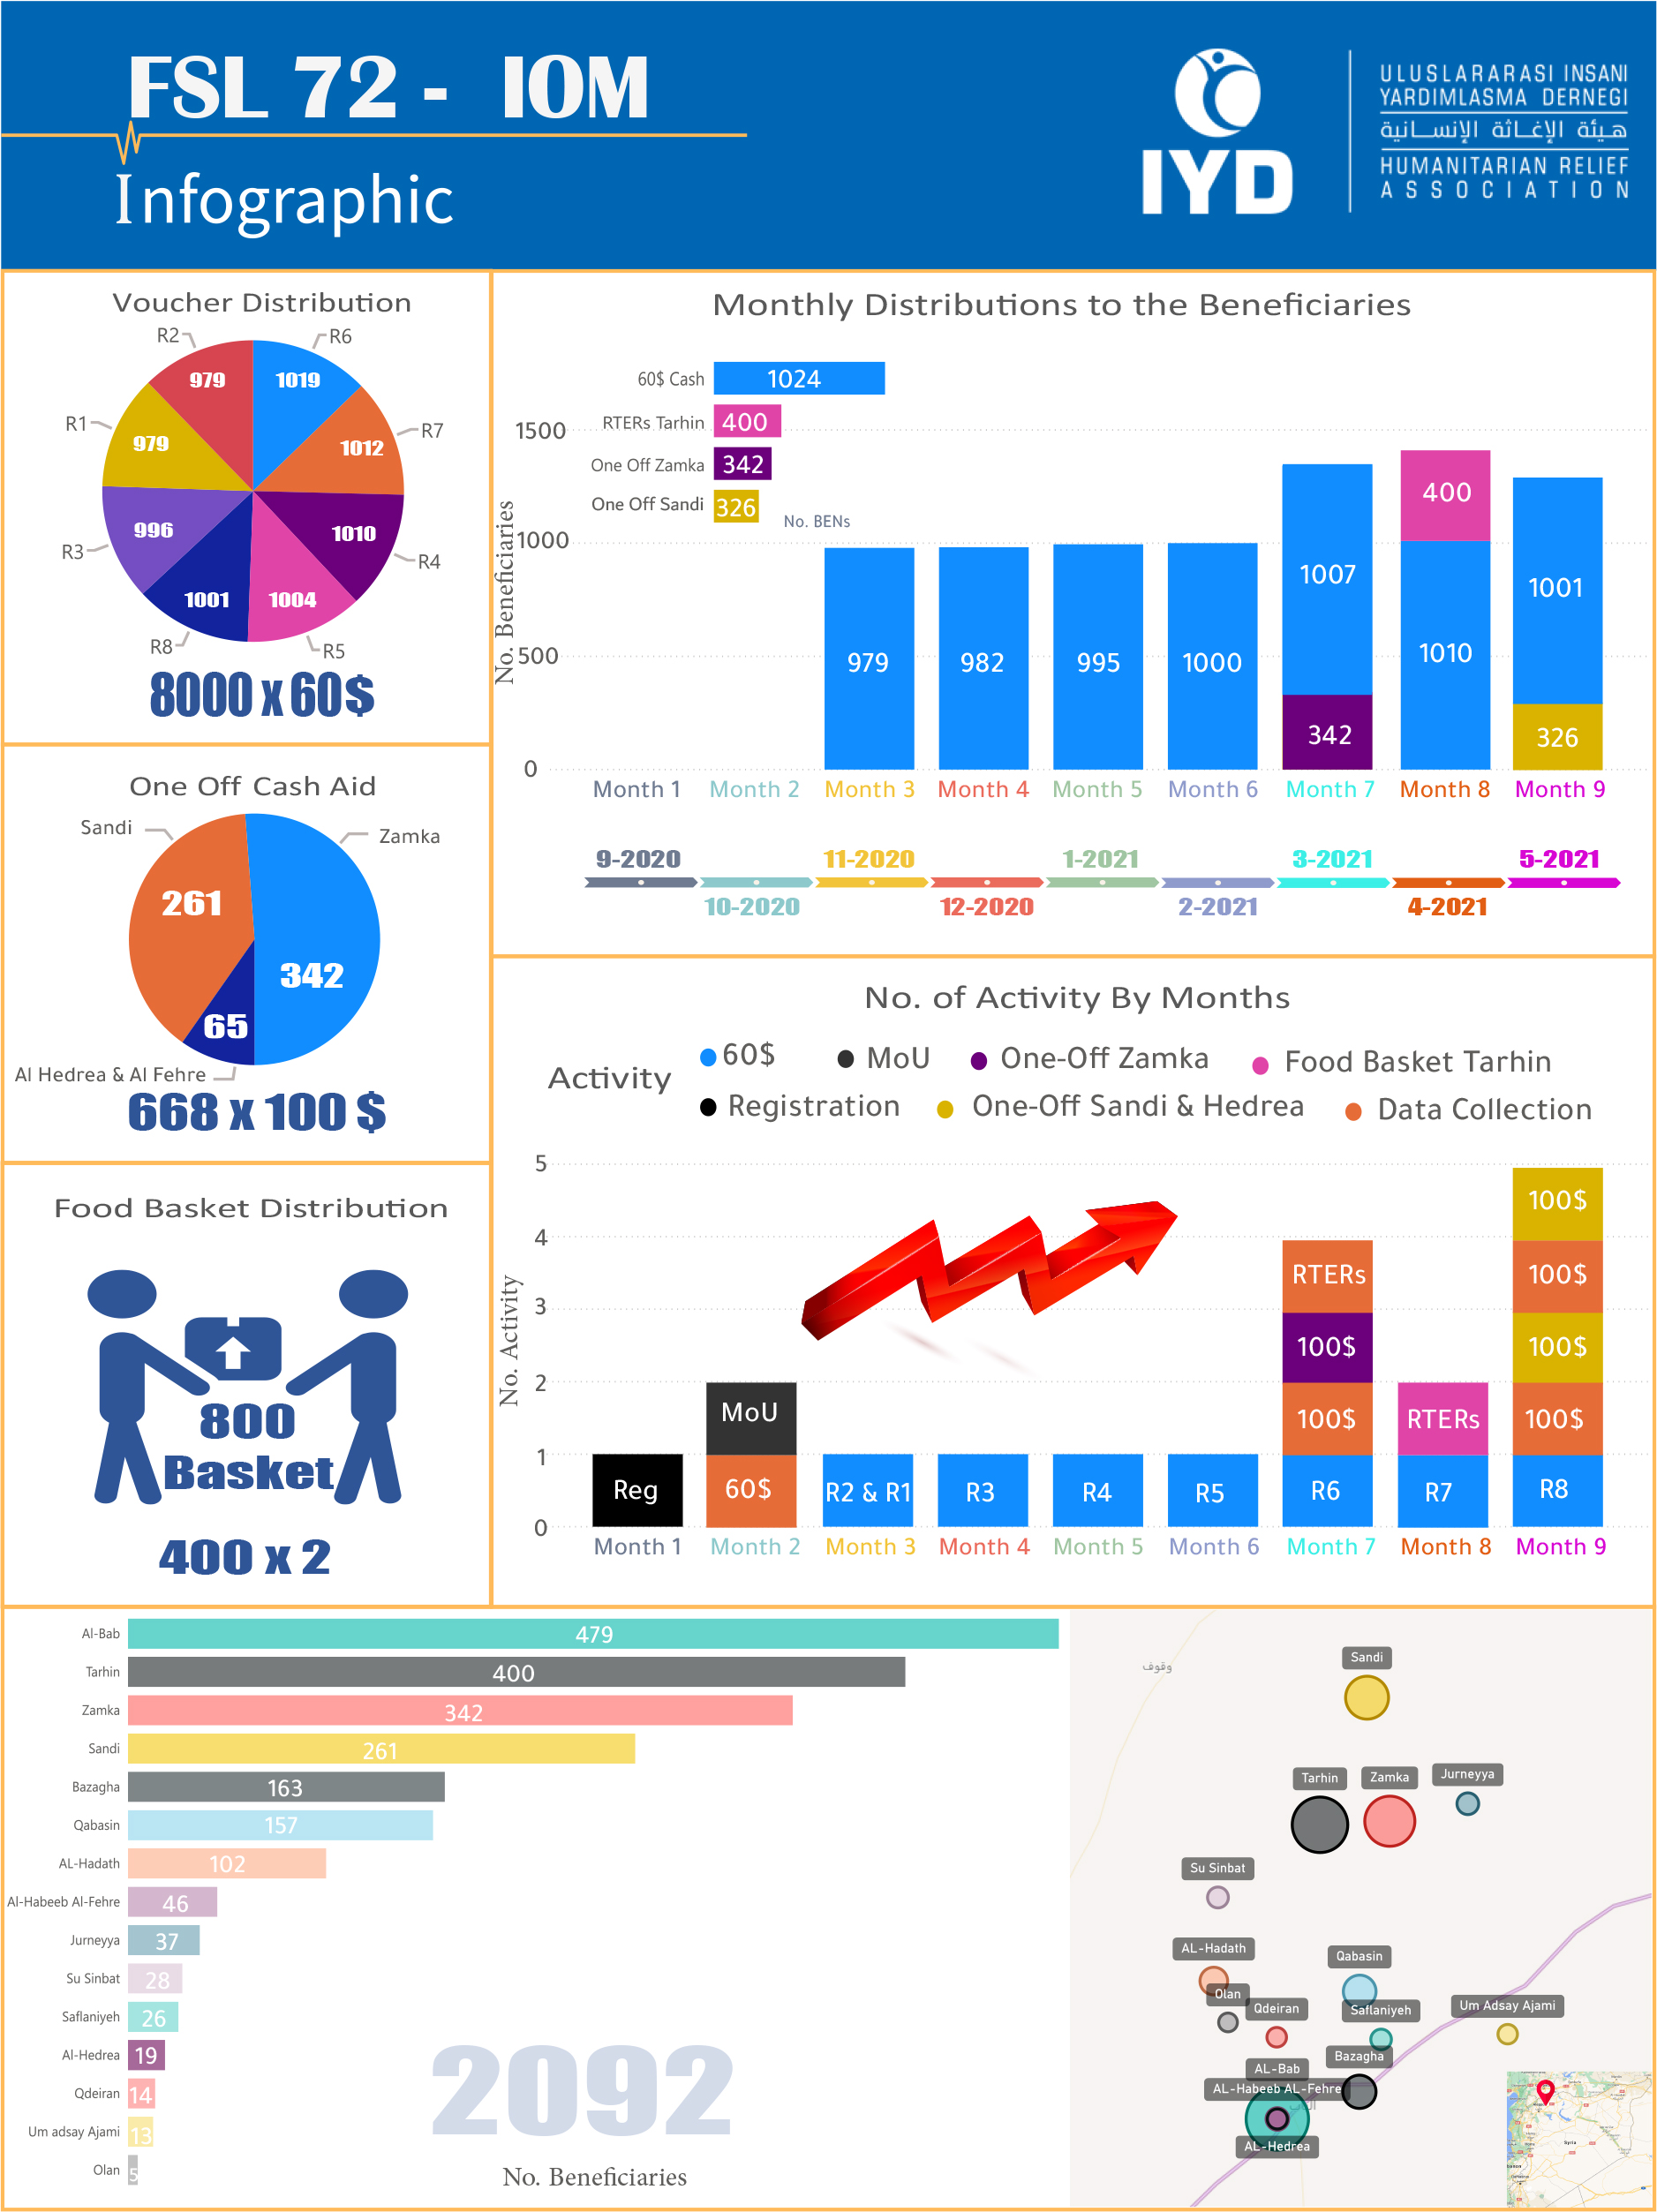 FSL 72 - IOM
Infographic
IYD
ULUSLARARASI INSANI
YARDIMLASMA DERNEGI
هيئة الإغاثة الإنسانية
HUMANITARIAN RELIEF
ASSOCIATION
Voucher Distribution
R2
R6
979
1019
R1
R7
979
1012
R3
996
1010
R4
1001
1004
R8
R5
8000 x 60$
One Off Cash Aid
Sandi
Zamka
261
342
65
Al Hedrea & Al Fehre
668 x 100 $
Food Basket Distribution
800
Basket
400 x 2
Monthly Distributions to the Beneficiaries
60$ Cash 1024
RTERs Tarhin 400
One Off Zamka 342
One Off Sandi 326
No. BENs
No. Beneficiaries
1500
1000
500
0
979
982
995
1000
1007
342
400
1010
1001
326
Month 1 Month 2 Month 3 Month 4 Month 5 Month 6 Month 7 Month 8 Month 9
9-2020 11-2020 1-2021 3-2021 5-2021
10-2020 12-2020 2-2021 4-2021
No. of Activity By Months
Activity
60$ MoU One-Off Zamka Food Basket Tarhin
Registration One-Off Sandi & Hedrea Data Collection
No. Activity
5
4
3
2
1
0
Reg
MoU
60$
R2 & R1
R3
R4
R5
RTERs
100$
100$
R6
RTERs
R7
100$
100$
100$
100$
R8
Month 1 Month 2 Month 3 Month 4 Month 5 Month 6 Month 7 Month 8 Month 9
Al-Bab 479
Tarhin 400
Zamka 342
Sandi 261
Bazagha 163
Qabasin 157
AL-Hadath 102
Al-Habeeb Al-Fehre 46
Jurneyya 37
Su Sinbat 28
Saflaniyeh 26
Al-Hedrea 19
Qdeiran 14
Um adsay Ajami 13
Olan 5
2092
No. Beneficiaries
وقوف
Sandi
Tarhin
Zamka
Jurneyya
Su Sinbat
AL-Hadath
Qabasin
Olan
Qdeiran
Saflaniyeh
Um Adsay Ajami
Bazagha
AL-Bab
AL-Habeeb AL-Fehre
AL-Hedrea
Syria